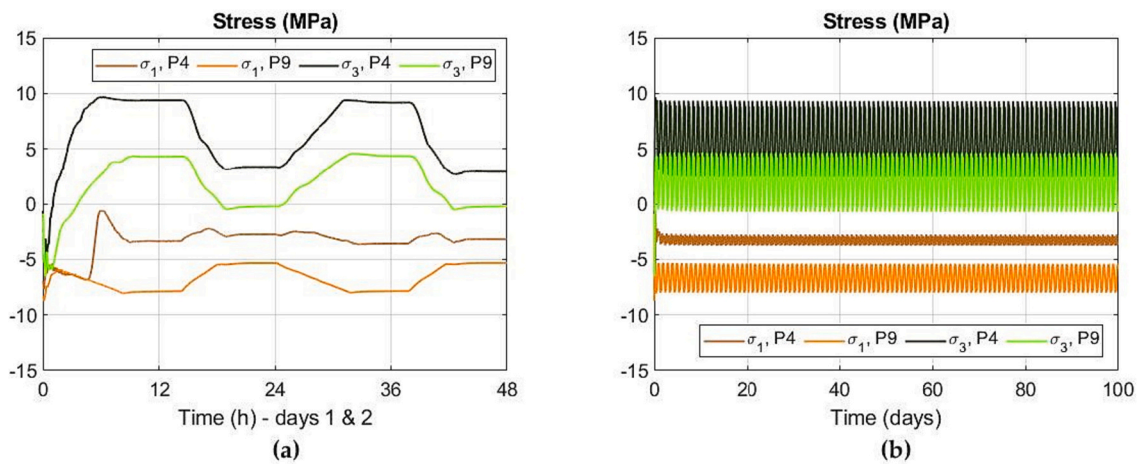 Stress (MPa)
σ1, P4 σ1, P9 σ3, P4 σ3, P9
15
10
5
0
-5
-10
-15
0 12 24 36 48
Time (h) - days 1 & 2
(a)
Stress (MPa)
15
10
5
0
-5
-10
-15
σ1, P4 σ1, P9 σ3, P4 σ3, P9
0 20 40 60 80 100
Time (days)
(b)